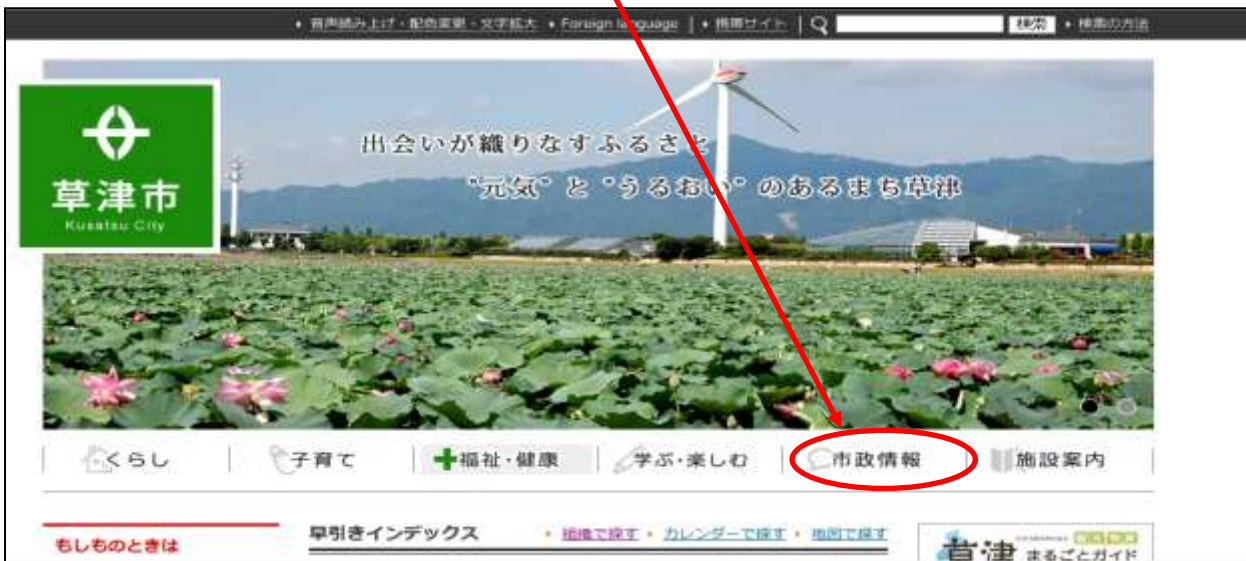 音声読み上げ・配色変更・文字拡大 Foreign language 携帯サイト 検索 検索の方法
草津市
Kusatsu City
出会いが織りなすふるさと
"元気" と "うるおい" のあるまち草津
くらし 子育て 福祉・健康 学ぶ・楽しむ 市政情報 施設案内
もしものときは
早引きインデックス 組織で探す カレンダーで探す 地図で探す
草津 まるごとガイド